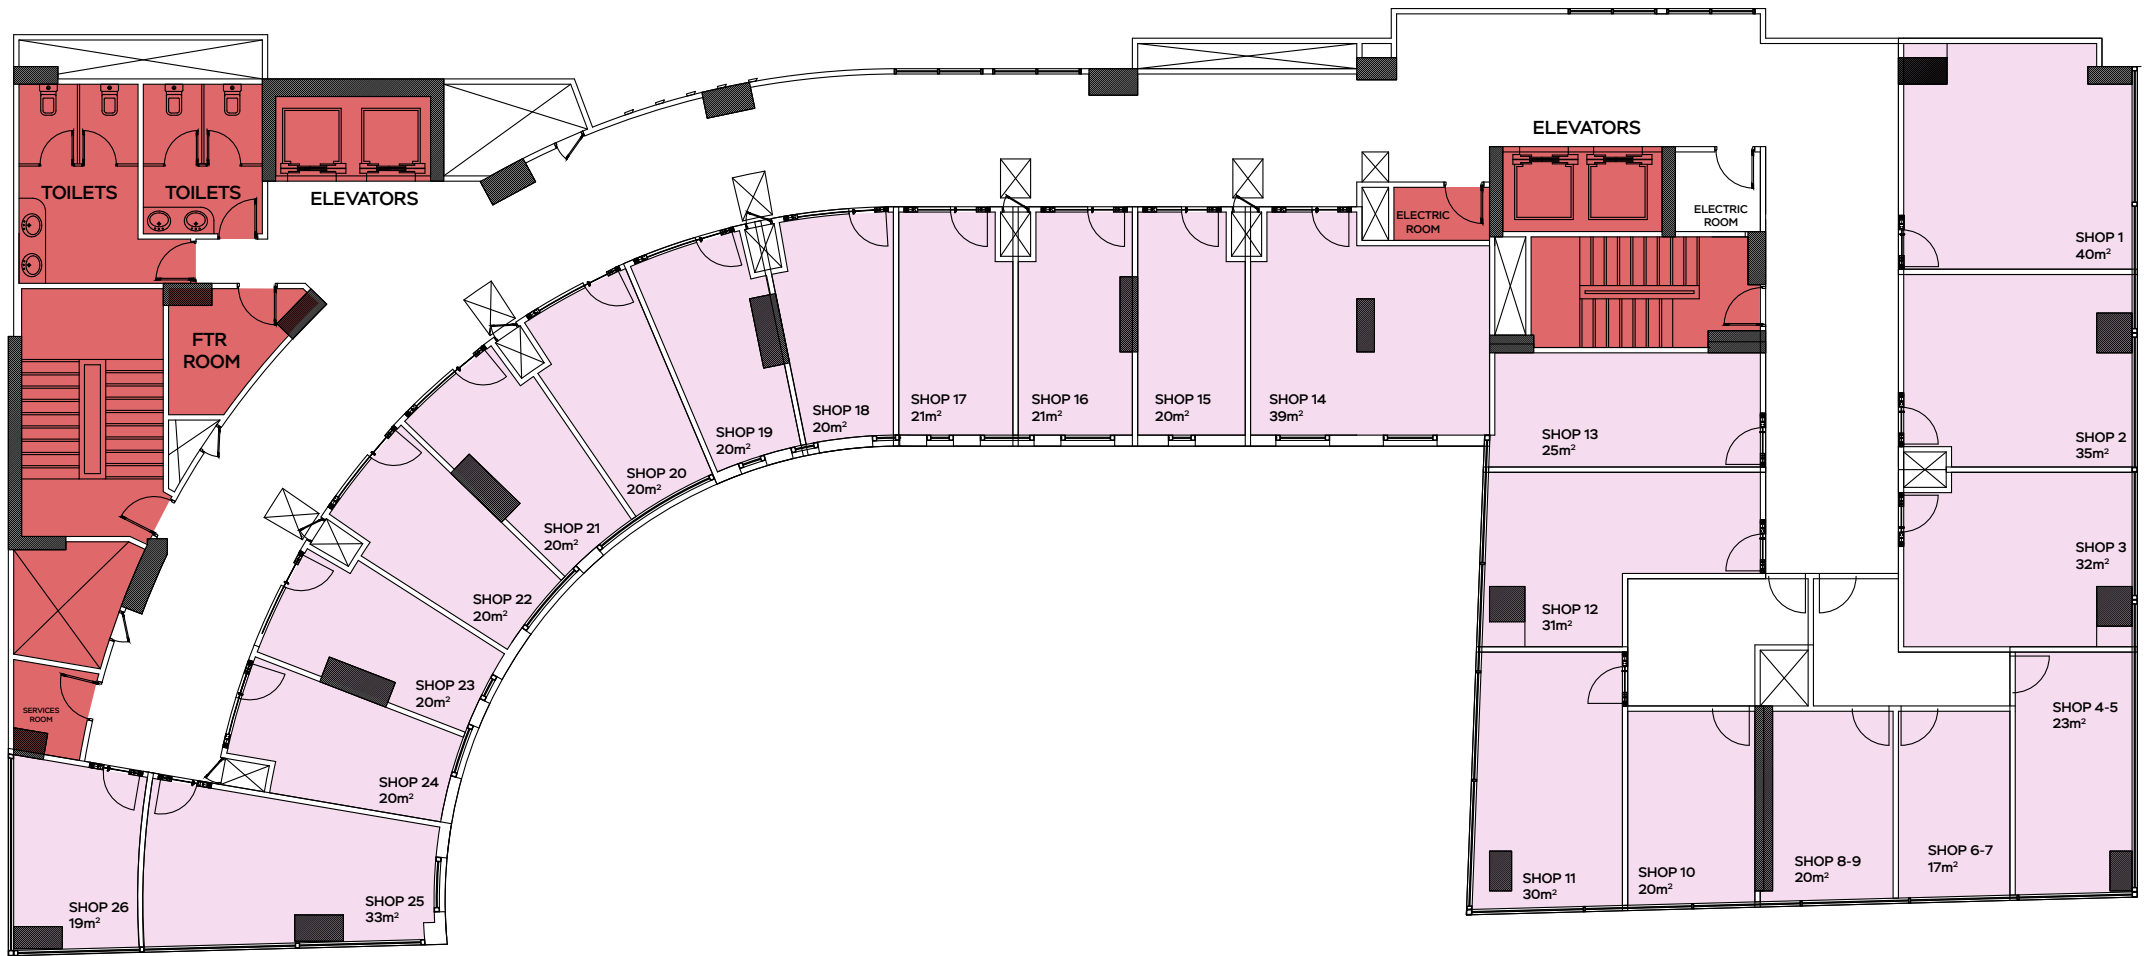 TOILETS
TOILETS
ELEVATORS
ELEVATORS
ELECTRIC
ROOM
ELECTRIC
ROOM
FTR
ROOM
SERVICES
ROOM
SHOP 1
40m²
SHOP 2
35m²
SHOP 3
32m²
SHOP 4-5
23m²
SHOP 6-7
17m²
SHOP 8-9
20m²
SHOP 10
20m²
SHOP 11
30m²
SHOP 12
31m²
SHOP 13
25m²
SHOP 14
39m²
SHOP 15
20m²
SHOP 16
21m²
SHOP 17
21m²
SHOP 18
20m²
SHOP 19
20m²
SHOP 20
20m²
SHOP 21
20m²
SHOP 22
20m²
SHOP 23
20m²
SHOP 24
20m²
SHOP 25
33m²
SHOP 26
19m²